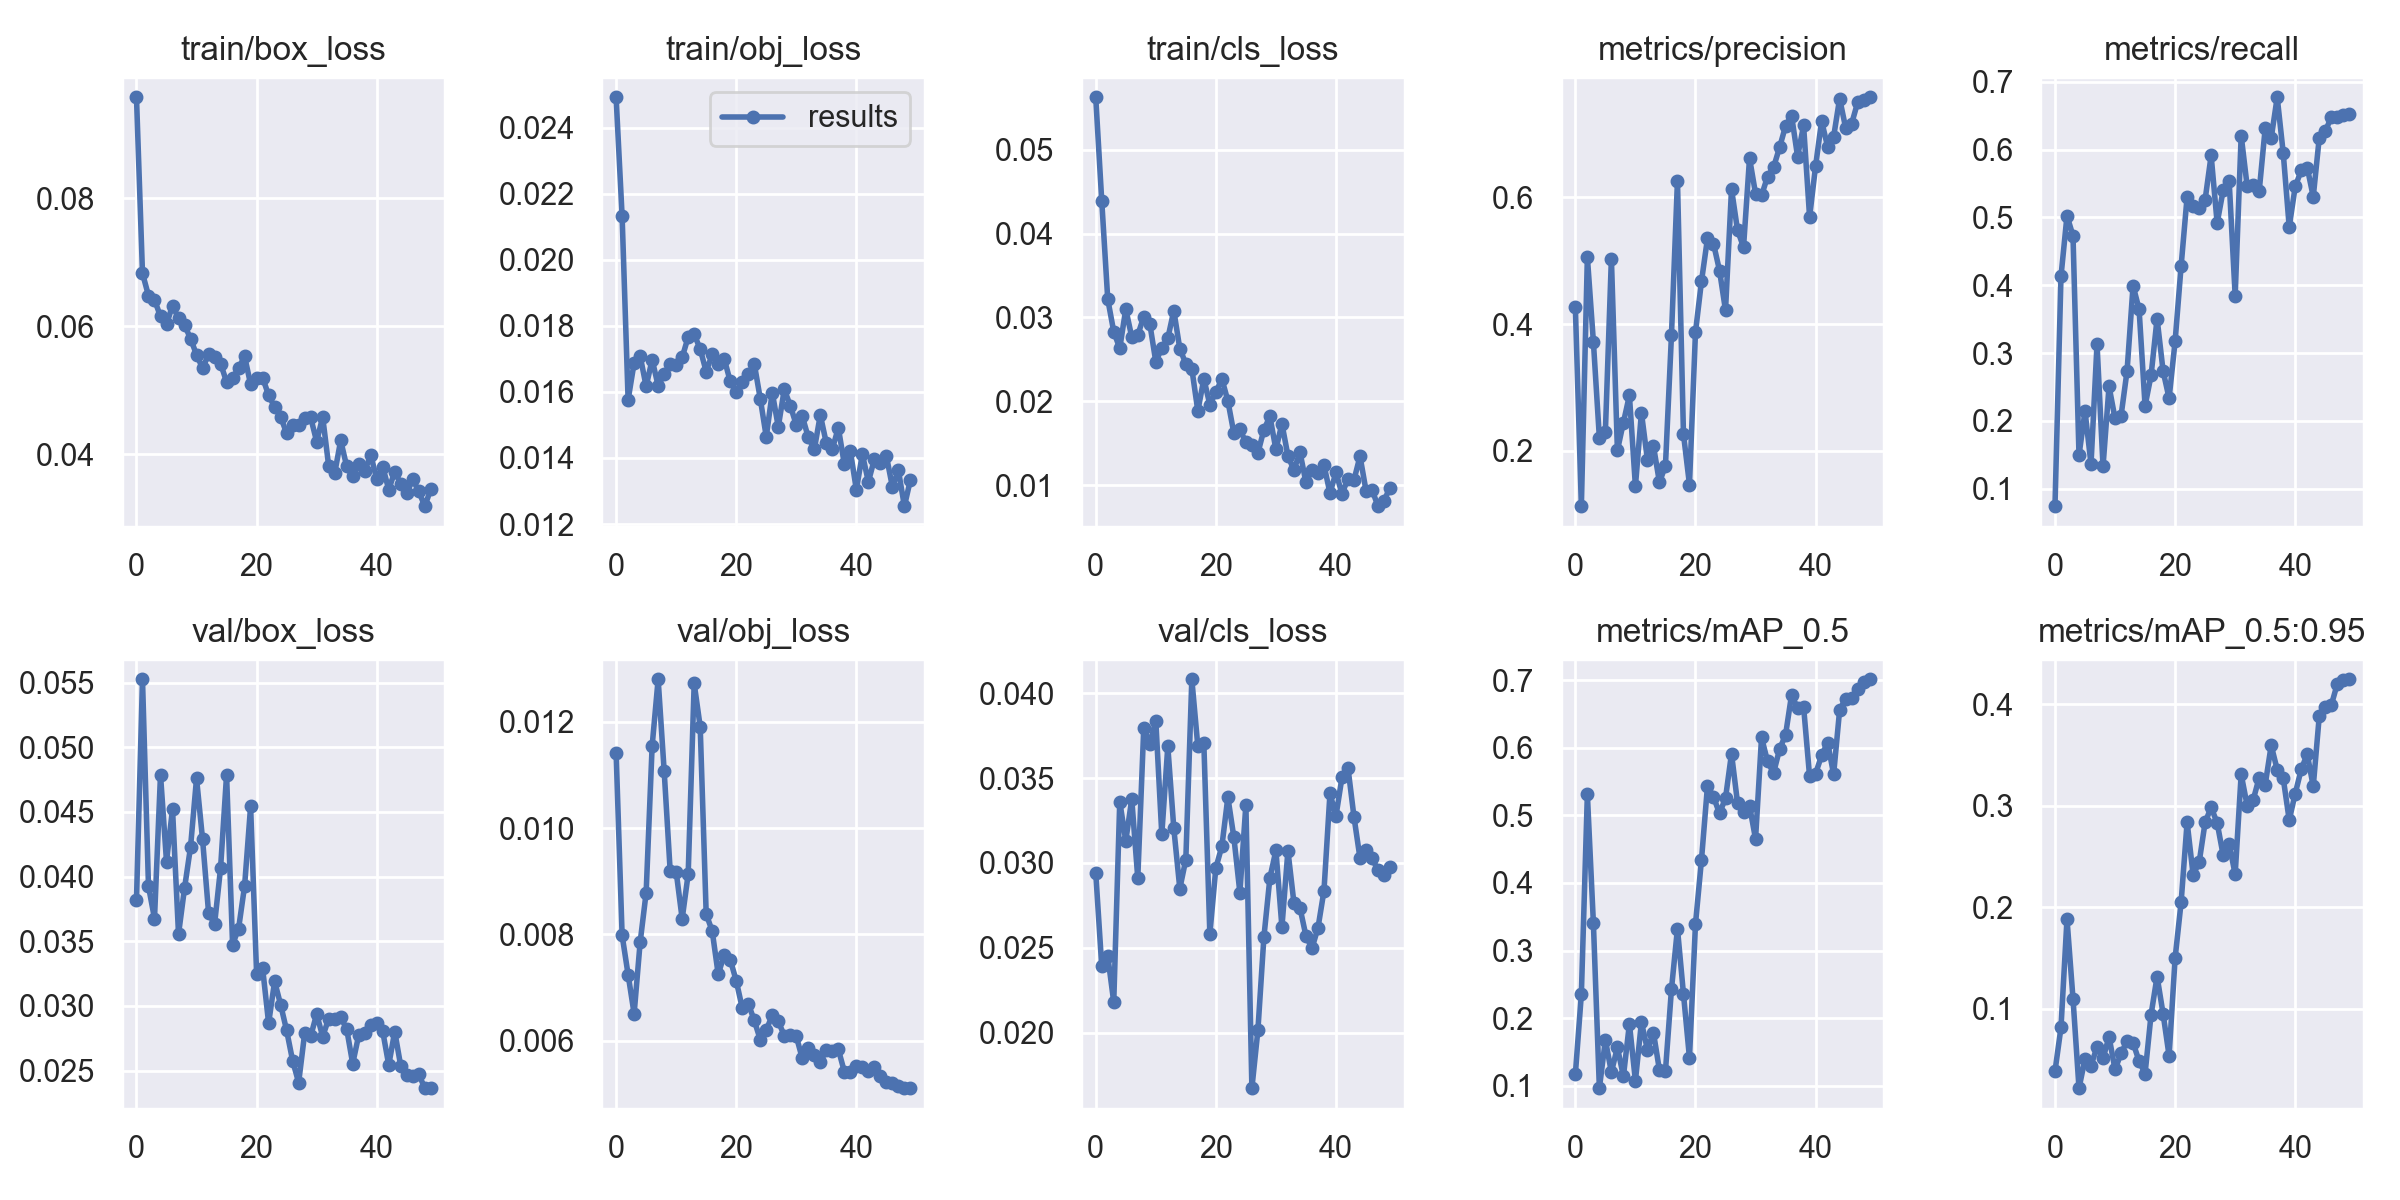 train/box_loss
0.08
0.06
0.04
0 20 40
train/obj_loss
results
0.024
0.022
0.020
0.018
0.016
0.014
0.012
0 20 40
train/cls_loss
0.05
0.04
0.03
0.02
0.01
0 20 40
metrics/precision
0.6
0.4
0.2
0 20 40
metrics/recall
0.7
0.6
0.5
0.4
0.3
0.2
0.1
0 20 40
val/box_loss
0.055
0.050
0.045
0.040
0.035
0.030
0.025
0 20 40
val/obj_loss
0.012
0.010
0.008
0.006
0 20 40
val/cls_loss
0.040
0.035
0.030
0.025
0.020
0 20 40
metrics/mAP_0.5
0.7
0.6
0.5
0.4
0.3
0.2
0.1
0 20 40
metrics/mAP_0.5:0.95
0.4
0.3
0.2
0.1
0 20 40